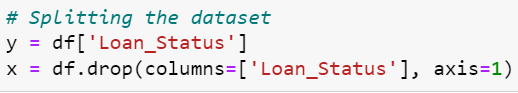 # Splitting the dataset
y = df['Loan_Status']
x = df.drop(columns=['Loan_Status'], axis=1)